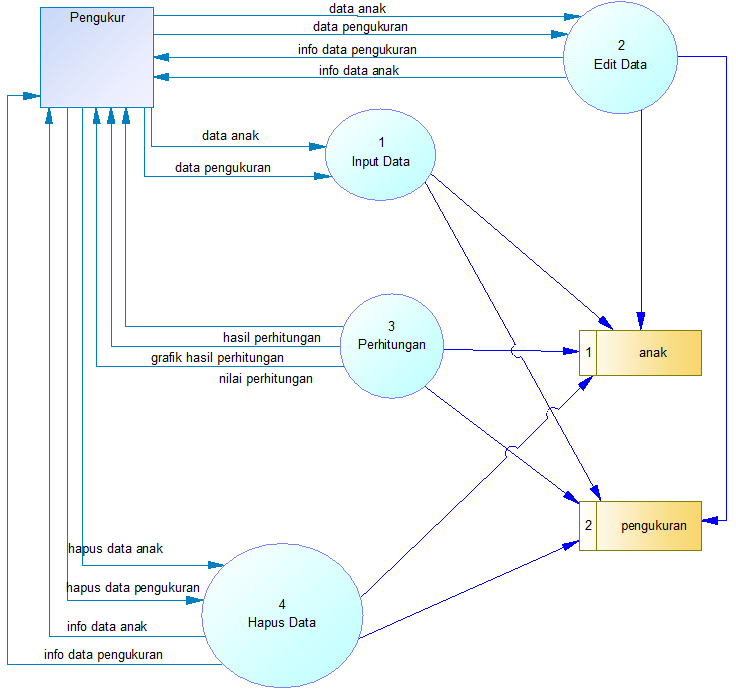 Pengukur
data anak
data pengukuran
info data pengukuran
info data anak
2
Edit Data
data anak
data pengukuran
1
Input Data
3
Perhitungan
hasil perhitungan
grafik hasil perhitungan
nilai perhitungan
1
anak
2
pengukuran
hapus data anak
hapus data pengukuran
info data anak
info data pengukuran
4
Hapus Data